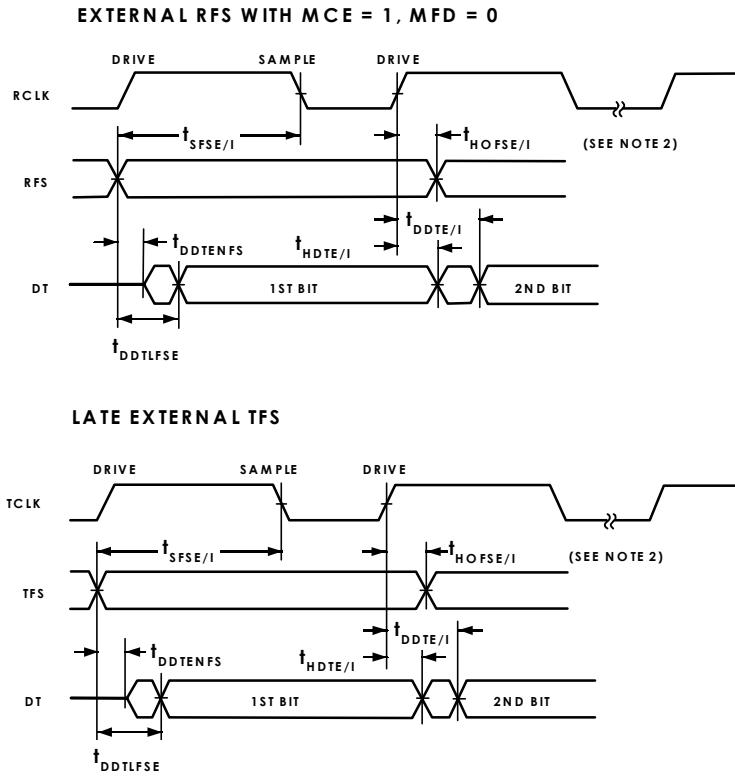 EXTERNAL RFS WITH MCE = 1, MFD = 0
DRIVE SAMPLE DRIVE
RCLK
tSFSE/I tHOFSE/I (SEE NOTE 2)
RFS
tDDTE/I
tDDTENFS tHDTE/I
DT 1ST BIT 2ND BIT
tDDTLFSE
LATE EXTERNAL TFS
DRIVE SAMPLE DRIVE
TCLK
tSFSE/I tHOFSE/I (SEE NOTE 2)
TFS
tDDTE/I
tDDTENFS tHDTE/I
DT 1ST BIT 2ND BIT
tDDTLFSE